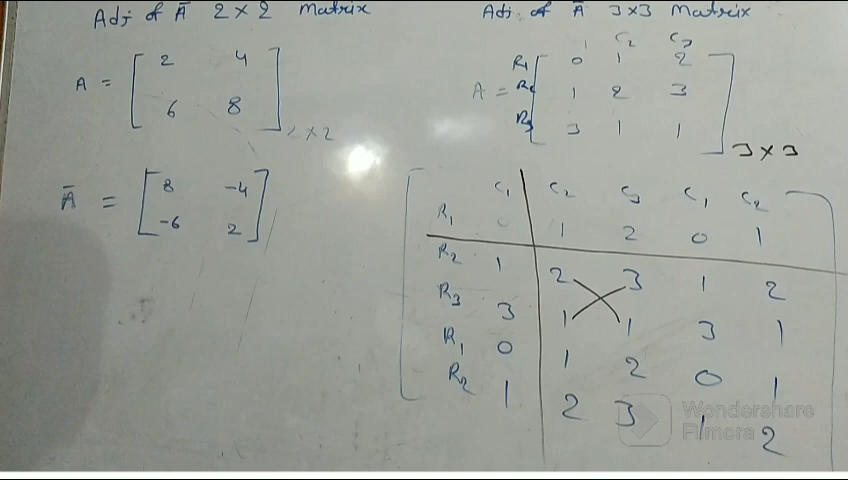 Adj of Ā 2×2 Matrix
A = [ 2 4
6 8 ] 2×2
Ā = [ 8 -4
-6 2 ]
Adj. of Ā 3×3 Matrix
C2 C3
R1 0 1 2
A = R2 1 2 3
R3 3 1 1
3×3
C1 C2 C3 C1 C2
R1 0 1 2 0 1
R2 1 2 3 1 2
R3 3 1 1 3 1
R1 0 1 2 0 1
R2 1 2 3 1 2
Wondershare
Filmora